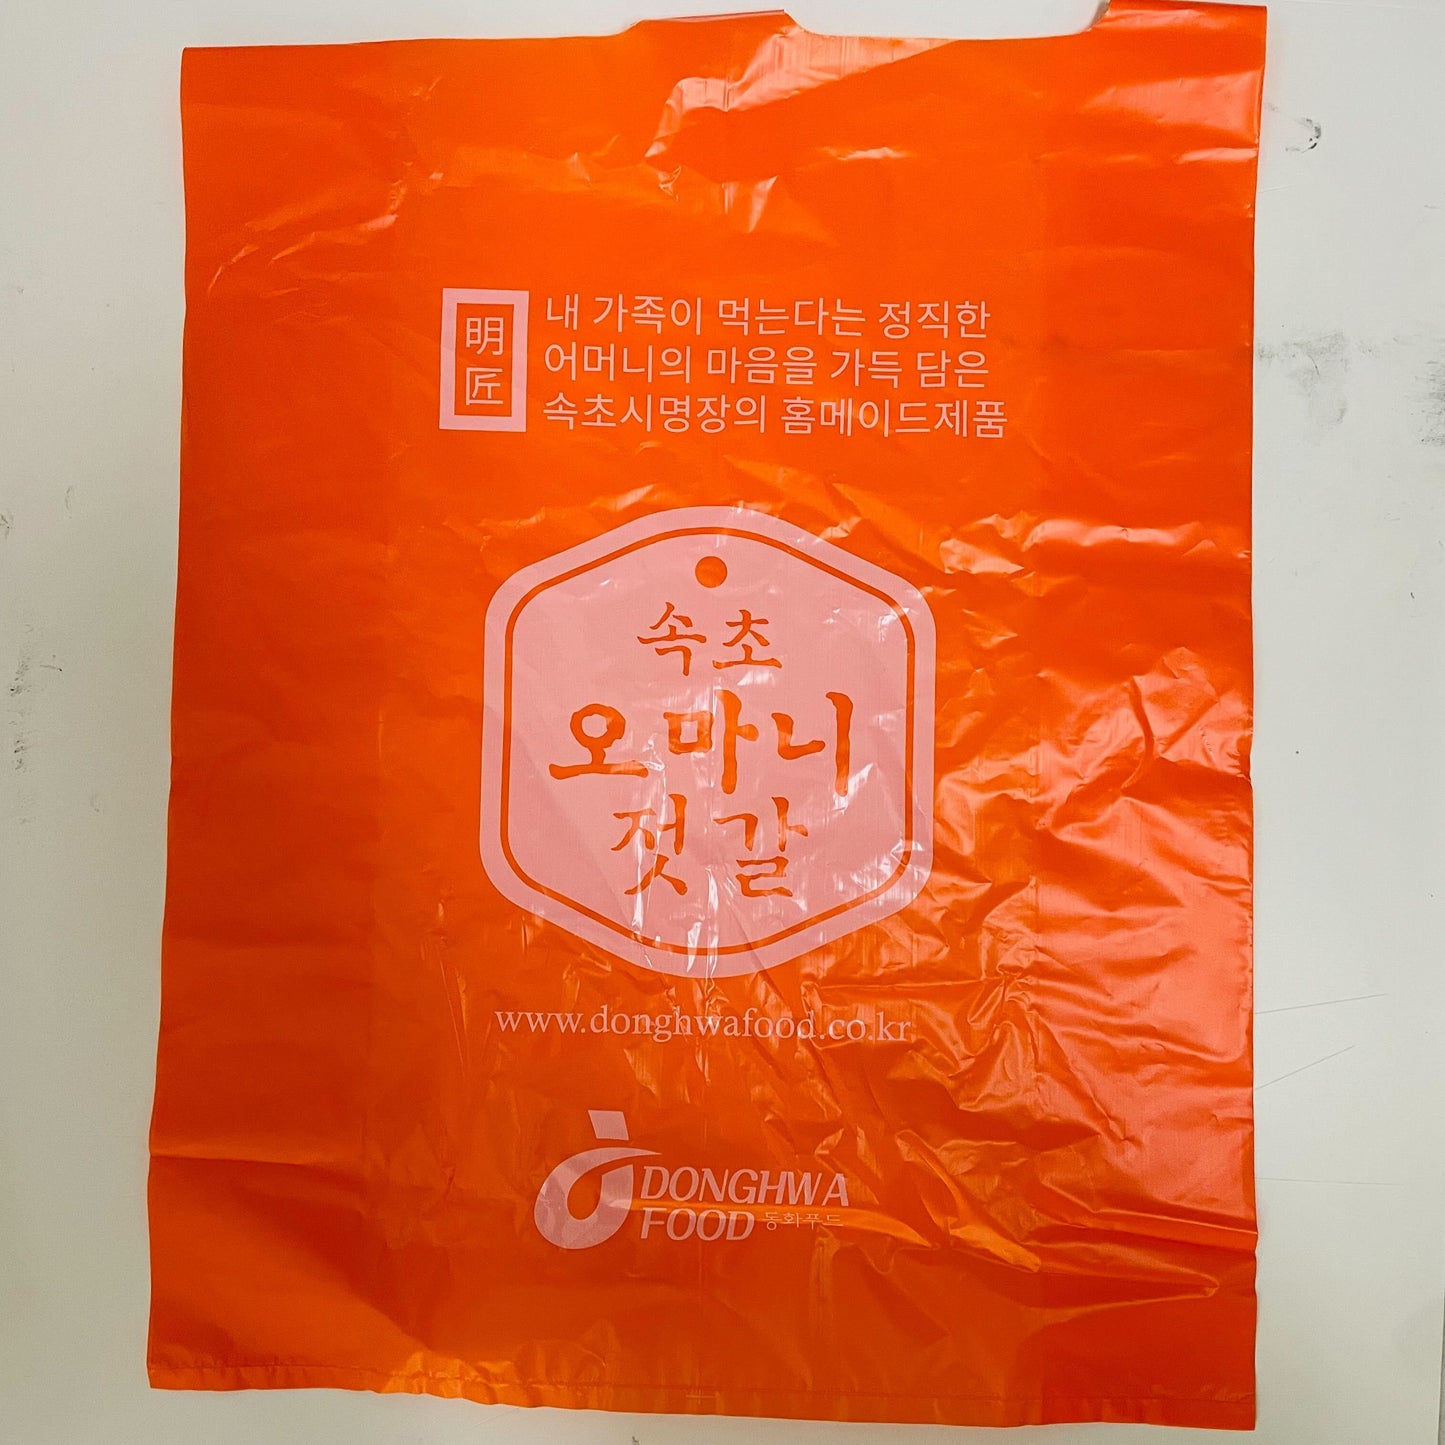 明
匠
내 가족이 먹는다는 정직한
어머니의 마음을 가득 담은
속초시명장의 홈메이드제품
속초
오마니
젓갈
www.donghwafood.co.kr
DONGHWA
FOOD 동화푸드